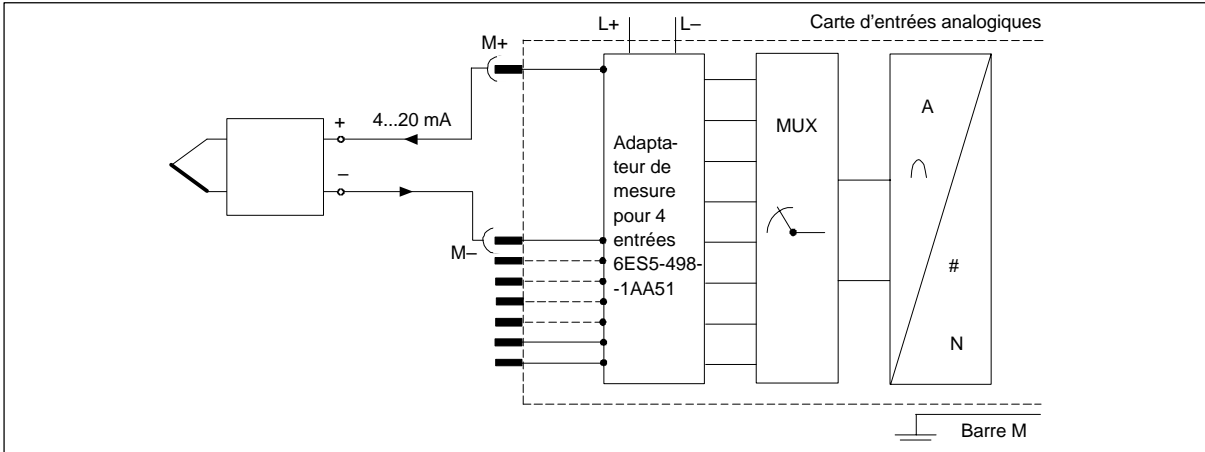 Carte d’entrées analogiques
L+ L–
M+
+ 4...20 mA
–
M–
Adapta-
teur de
mesure
pour 4
entrées
6ES5-498-
-1AA51
MUX
A
#
N
Barre M